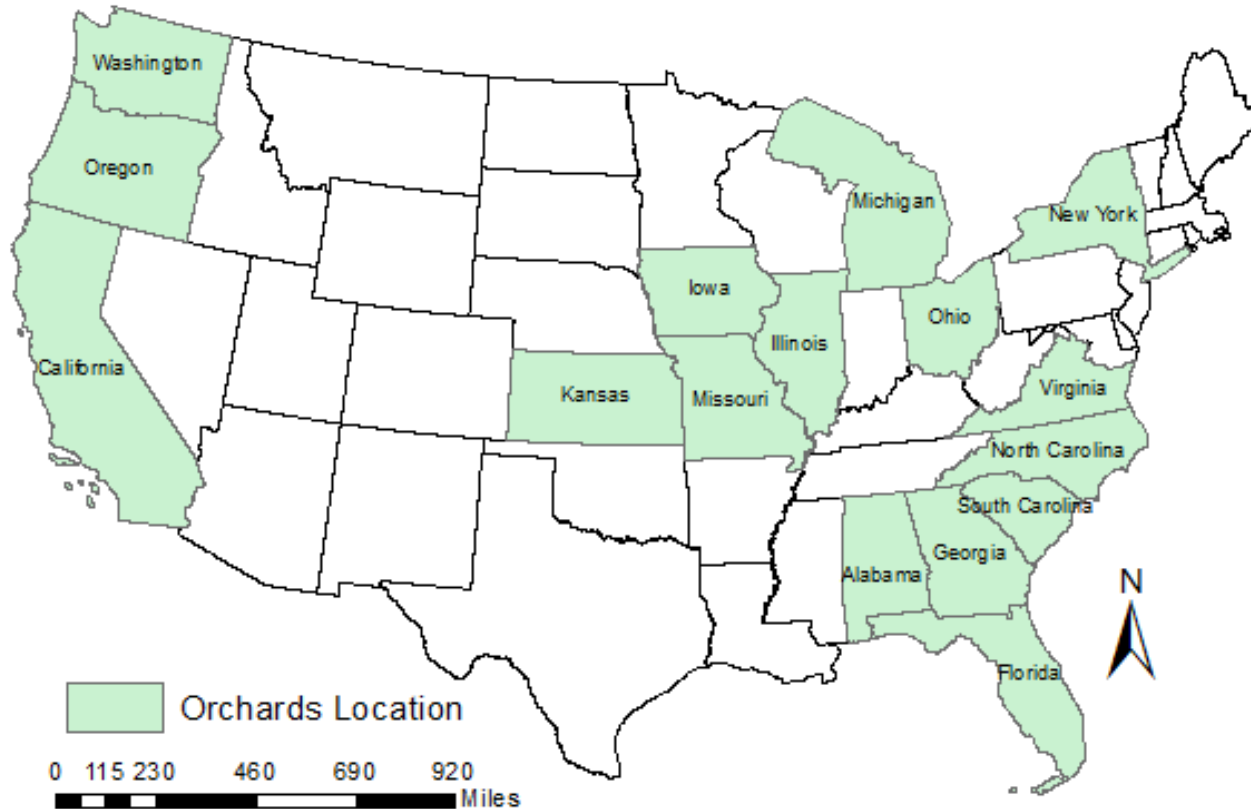 Washington
Oregon
Michigan
New York
Iowa
Ohio
Illinois
California
Kansas
Missouri
Virginia
North Carolina
South Carolina
Georgia
Alabama
N
Florida
Orchards Location
0 115 230 460 690 920
Miles